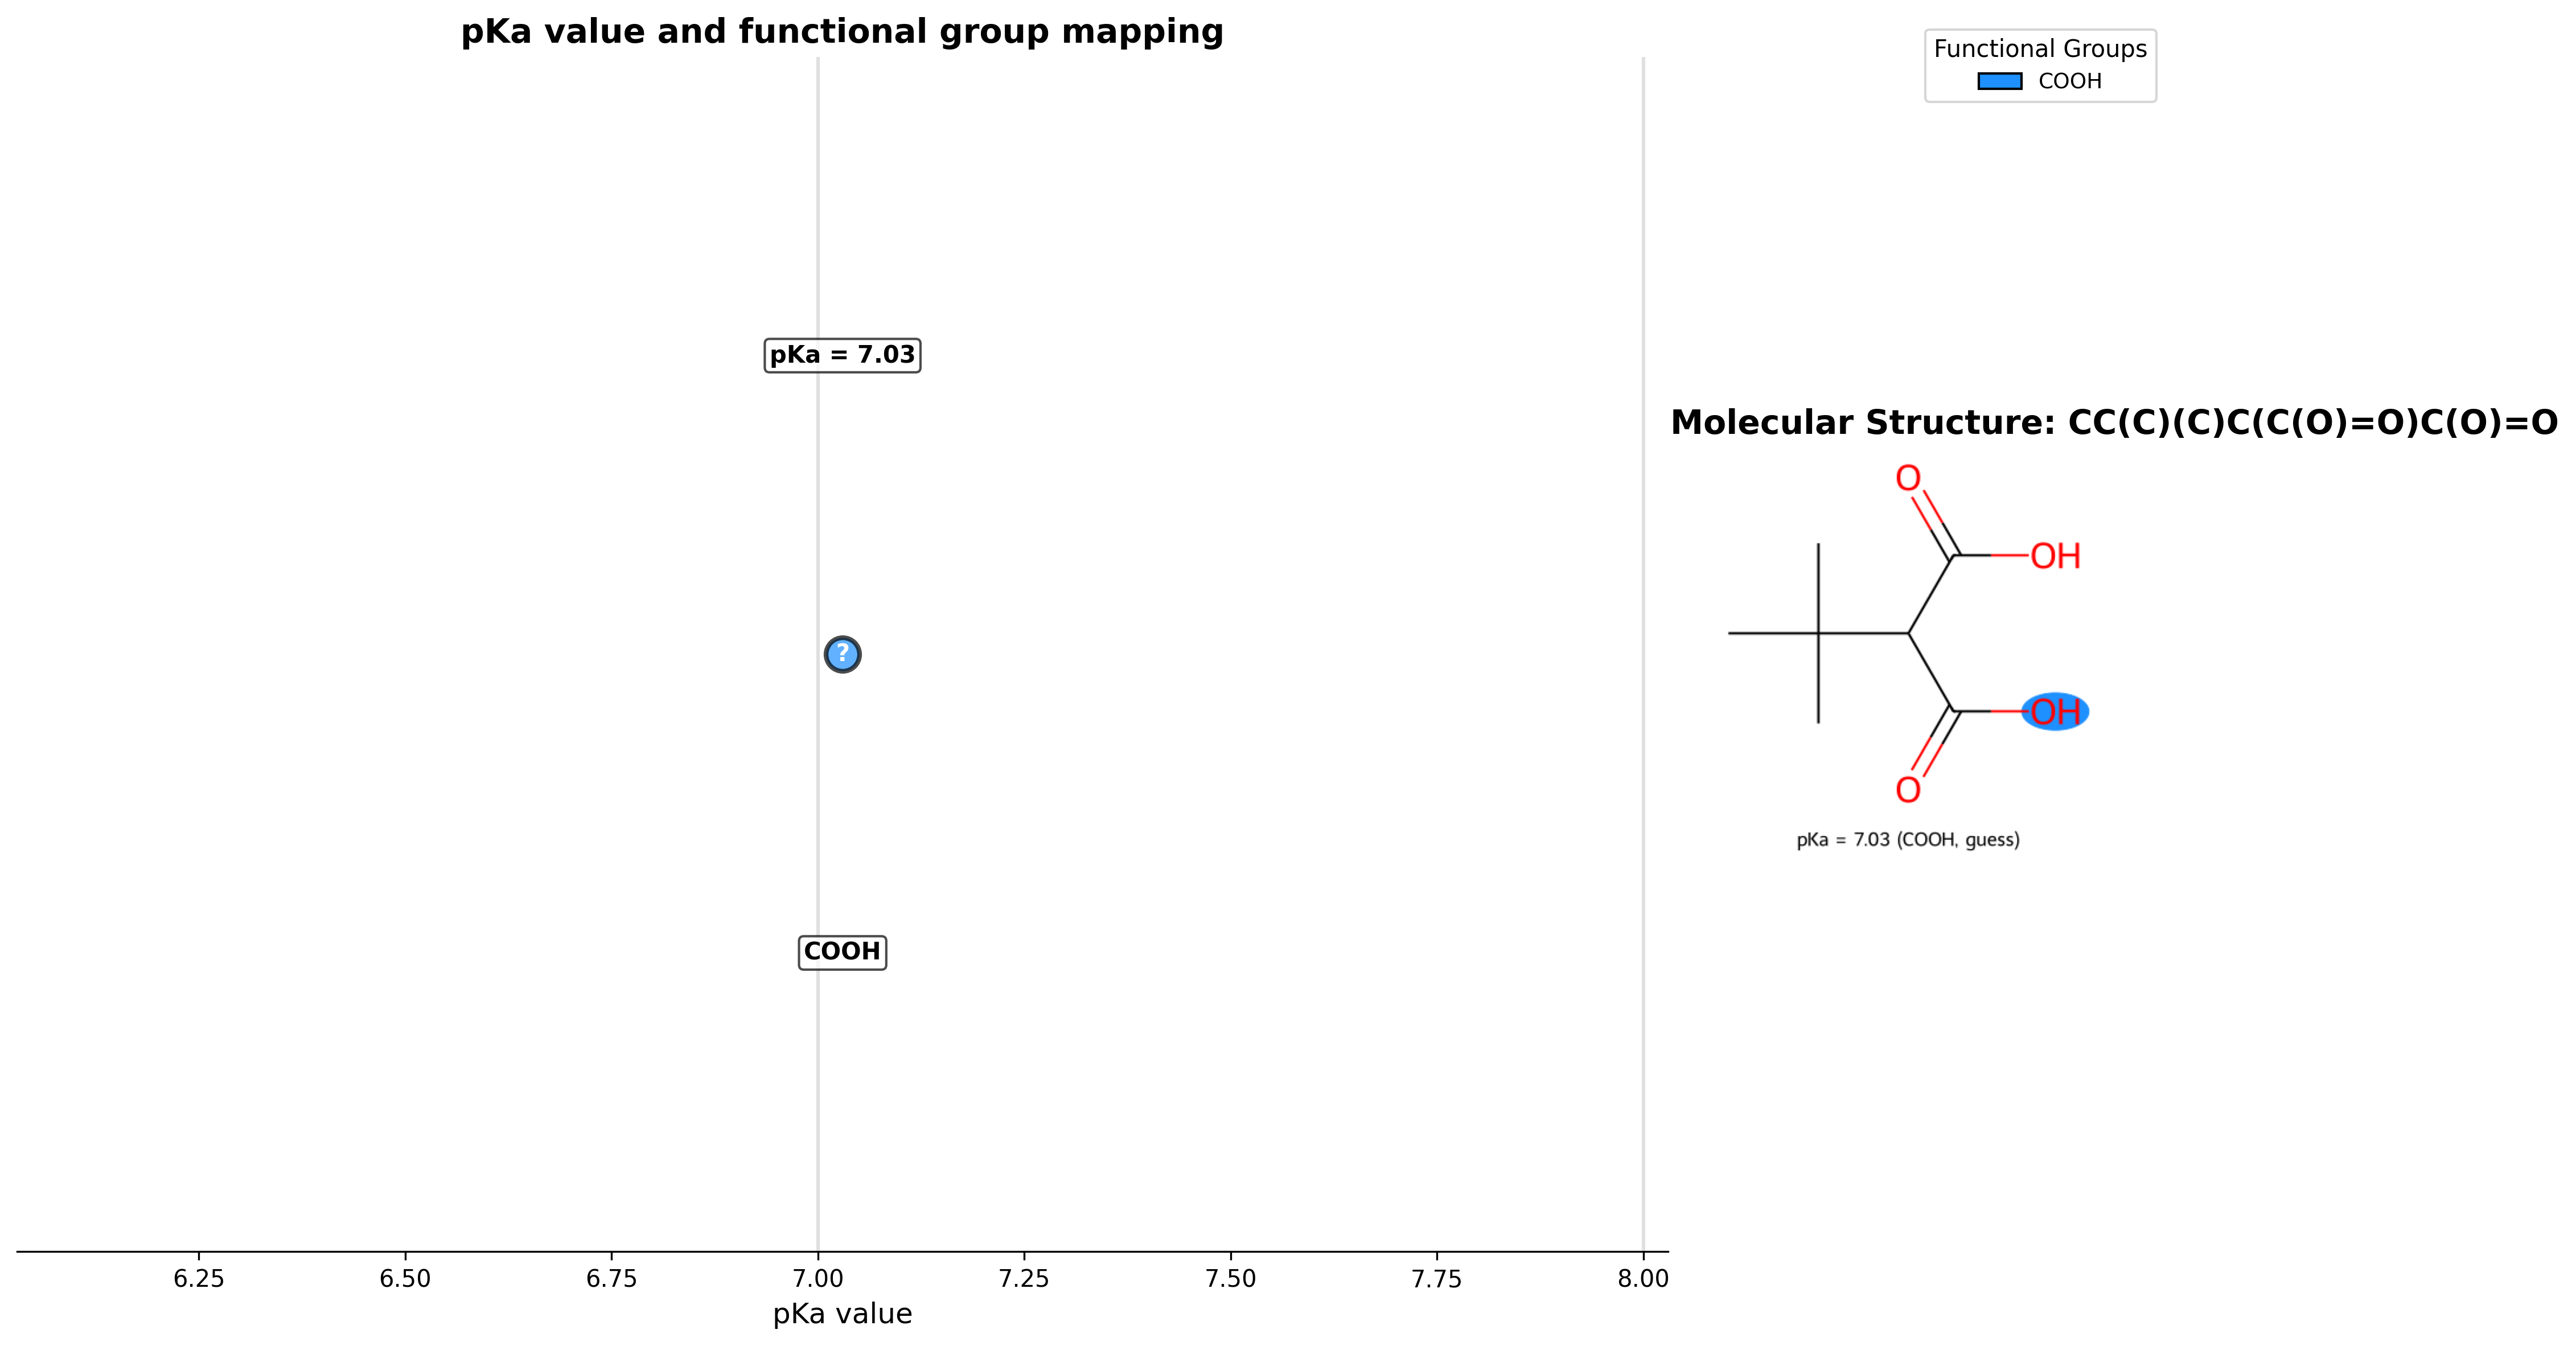 pKa value and functional group mapping
pKa = 7.03
?
COOH
6.25 6.50 6.75 7.00 7.25 7.50 7.75 8.00
pKa value
Functional Groups
COOH
Molecular Structure: CC(C)(C)C(C(O)=O)C(O)=O
O
OH
OH
O
pKa = 7.03 (COOH, guess)